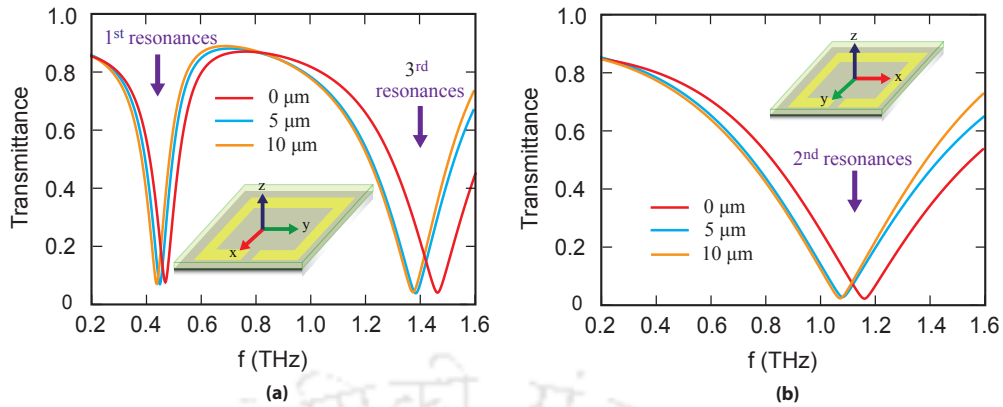 1.0
0.8
0.6
0.4
0.2
0
Transmittance
1st resonances
3rd
resonances
0 μm
5 μm
10 μm
z
y
x
0.2 0.4 0.6 0.8 1.0 1.2 1.4 1.6
f (THz)
(a)
1.0
0.8
0.6
0.4
0.2
0
Transmittance
z
x
y
2nd resonances
0 μm
5 μm
10 μm
0.2 0.4 0.6 0.8 1.0 1.2 1.4 1.6
f (THz)
(b)